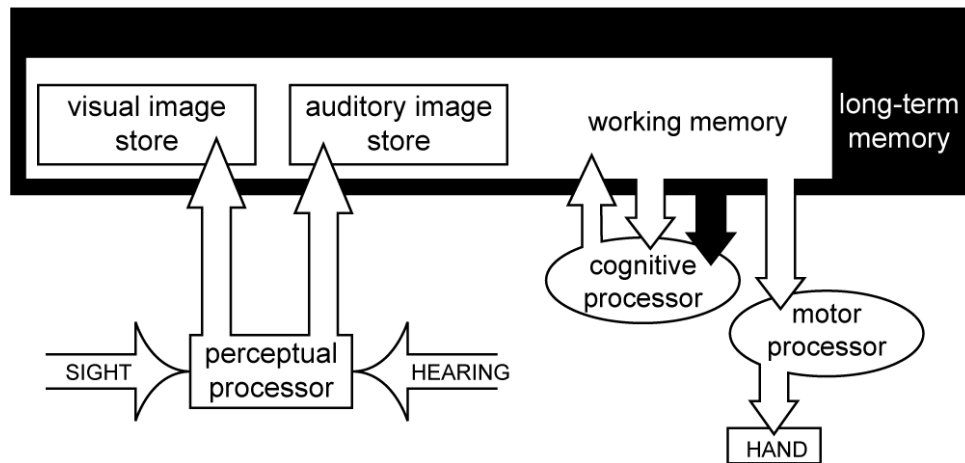 visual image
store
auditory image
store
working memory
long-term
memory
cognitive
processor
motor
processor
perceptual
processor
SIGHT
HEARING
HAND